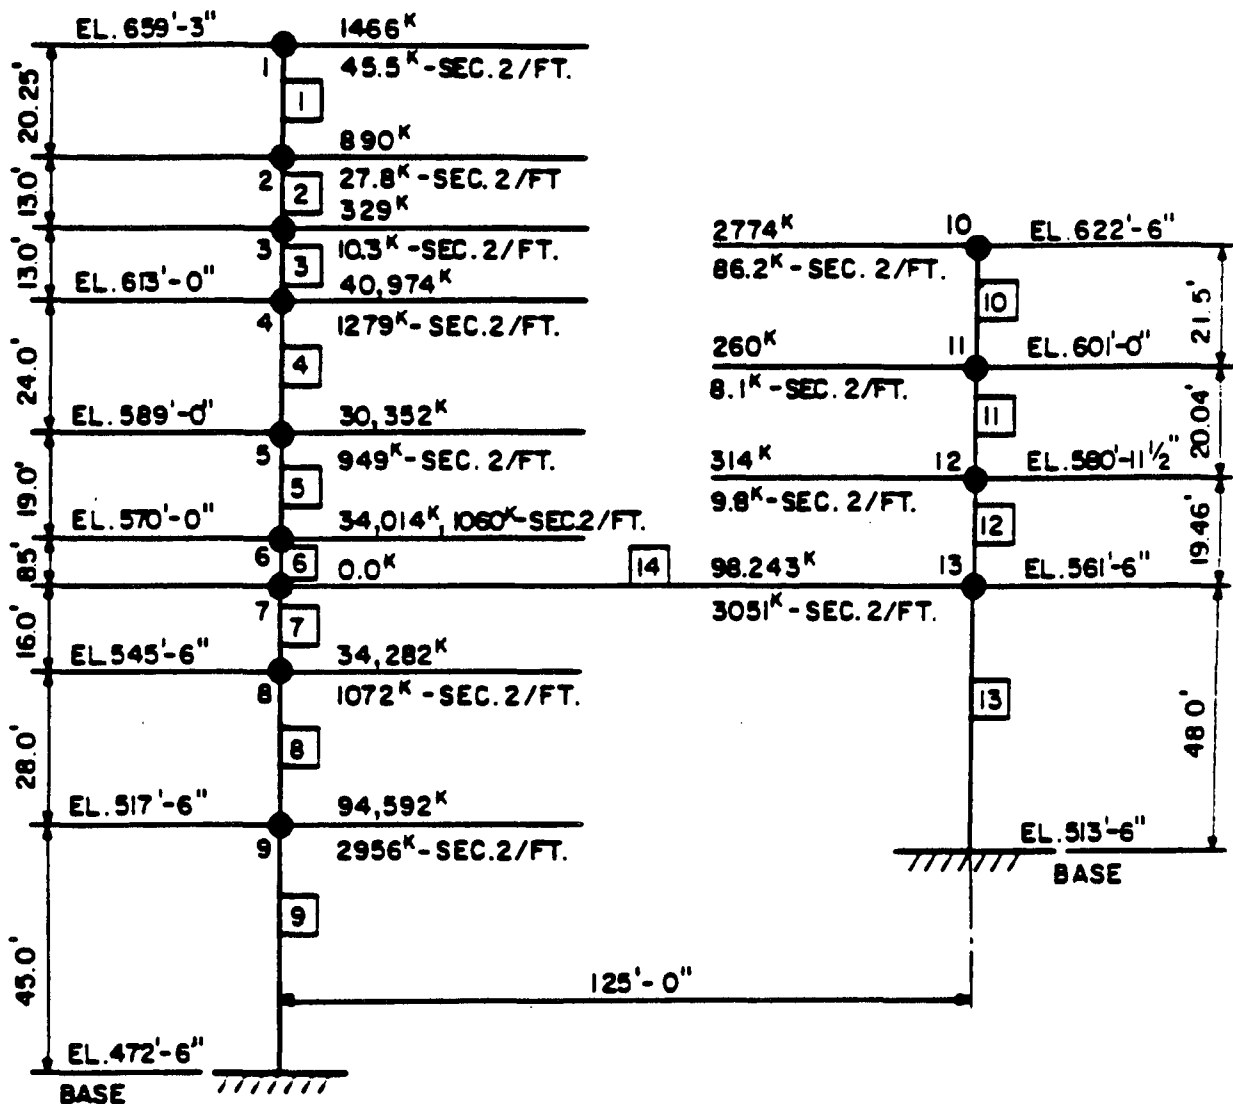 EL. 659'-3" 1466ᴷ
1 45.5ᴷ-SEC. 2/FT.
20.25'
1
890ᴷ
2 27.8ᴷ-SEC. 2/FT
13.0'
2
329ᴷ
3 10.3ᴷ-SEC. 2/FT.
13.0'
3
EL. 613'-0" 40,974ᴷ
4 1279ᴷ-SEC. 2/FT.
24.0'
4
EL. 589'-0" 30,352ᴷ
5 949ᴷ-SEC. 2/FT.
19.0'
5
EL. 570'-0" 34,014ᴷ, 1060ᴷ-SEC.2/FT.
6
8.5'
6
0.0ᴷ
7
16.0'
7
EL. 545'-6" 34,282ᴷ
8 1072ᴷ-SEC. 2/FT.
28.0'
8
EL. 517'-6" 94,592ᴷ
9 2956ᴷ-SEC. 2/FT.
45.0'
9
EL. 472'-6"
BASE
14
125'-0"
2774ᴷ 10 EL. 622'-6"
86.2ᴷ-SEC. 2/FT.
10
21.5'
260ᴷ 11 EL. 601'-0"
8.1ᴷ-SEC. 2/FT.
11
20.04'
314ᴷ 12 EL. 580'-11½"
9.8ᴷ-SEC. 2/FT.
12
19.46'
98.243ᴷ 13 EL. 561'-6"
3051ᴷ-SEC. 2/FT.
13
48.0'
EL. 513'-6"
BASE